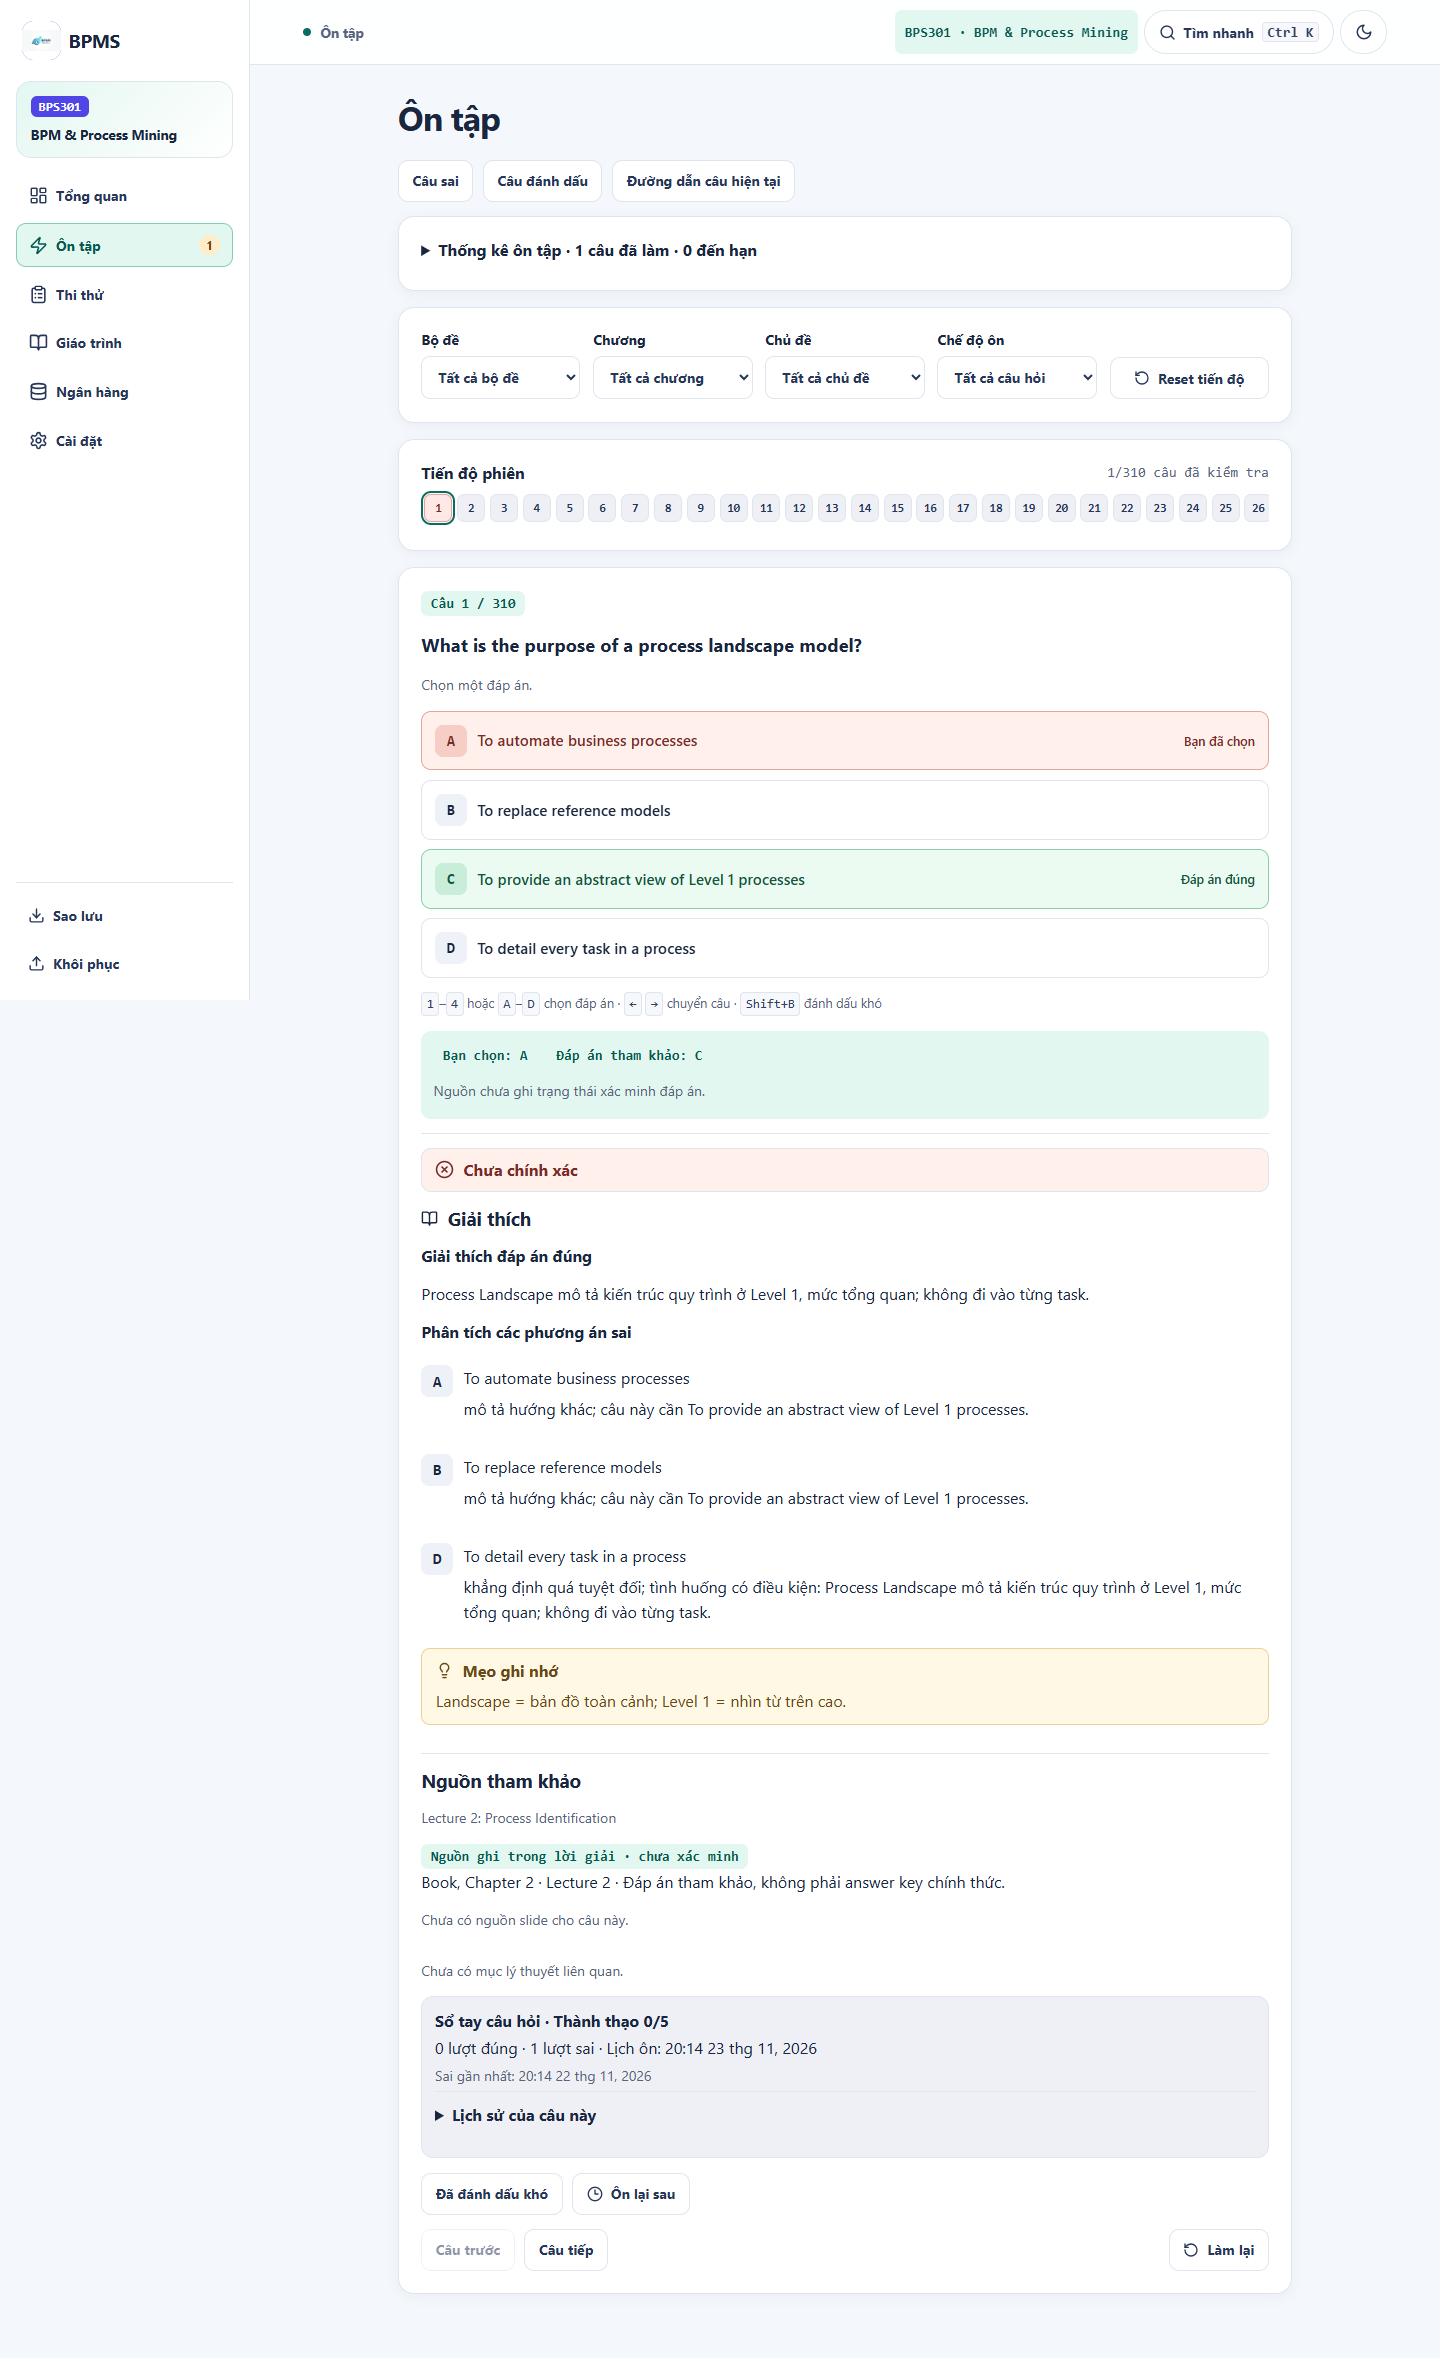 BPMS
BPS301
BPM & Process Mining
Tổng quan
Ôn tập 1
Thi thử
Giáo trình
Ngân hàng
Cài đặt
Sao lưu
Khôi phục
Ôn tập
BPS301 · BPM & Process Mining
Tìm nhanh Ctrl K
Ôn tập
Câu sai
Câu đánh dấu
Đường dẫn câu hiện tại
Thống kê ôn tập · 1 câu đã làm · 0 đến hạn
Bộ đề Chương Chủ đề Chế độ ôn
Tất cả bộ đề Tất cả chương Tất cả chủ đề Tất cả câu hỏi Reset tiến độ
Tiến độ phiên 1/310 câu đã kiểm tra
1 2 3 4 5 6 7 8 9 10 11 12 13 14 15 16 17 18 19 20 21 22 23 24 25 26
Câu 1 / 310
What is the purpose of a process landscape model?
Chọn một đáp án.
A To automate business processes Bạn đã chọn
B To replace reference models
C To provide an abstract view of Level 1 processes Đáp án đúng
D To detail every task in a process
1–4 hoặc A–D chọn đáp án · ← → chuyển câu · Shift+B đánh dấu khó
Bạn chọn: A Đáp án tham khảo: C
Nguồn chưa ghi trạng thái xác minh đáp án.
Chưa chính xác
Giải thích
Giải thích đáp án đúng
Process Landscape mô tả kiến trúc quy trình ở Level 1, mức tổng quan; không đi vào từng task.
Phân tích các phương án sai
A To automate business processes
mô tả hướng khác; câu này cần To provide an abstract view of Level 1 processes.
B To replace reference models
mô tả hướng khác; câu này cần To provide an abstract view of Level 1 processes.
D To detail every task in a process
khẳng định quá tuyệt đối; tình huống có điều kiện: Process Landscape mô tả kiến trúc quy trình ở Level 1, mức
tổng quan; không đi vào từng task.
Mẹo ghi nhớ
Landscape = bản đồ toàn cảnh; Level 1 = nhìn từ trên cao.
Nguồn tham khảo
Lecture 2: Process Identification
Nguồn ghi trong lời giải · chưa xác minh
Book, Chapter 2 · Lecture 2 · Đáp án tham khảo, không phải answer key chính thức.
Chưa có nguồn slide cho câu này.
Chưa có mục lý thuyết liên quan.
Sổ tay câu hỏi · Thành thạo 0/5
0 lượt đúng · 1 lượt sai · Lịch ôn: 20:14 23 thg 11, 2026
Sai gần nhất: 20:14 22 thg 11, 2026
Lịch sử của câu này
Đã đánh dấu khó
Ôn lại sau
Câu trước
Câu tiếp
Làm lại